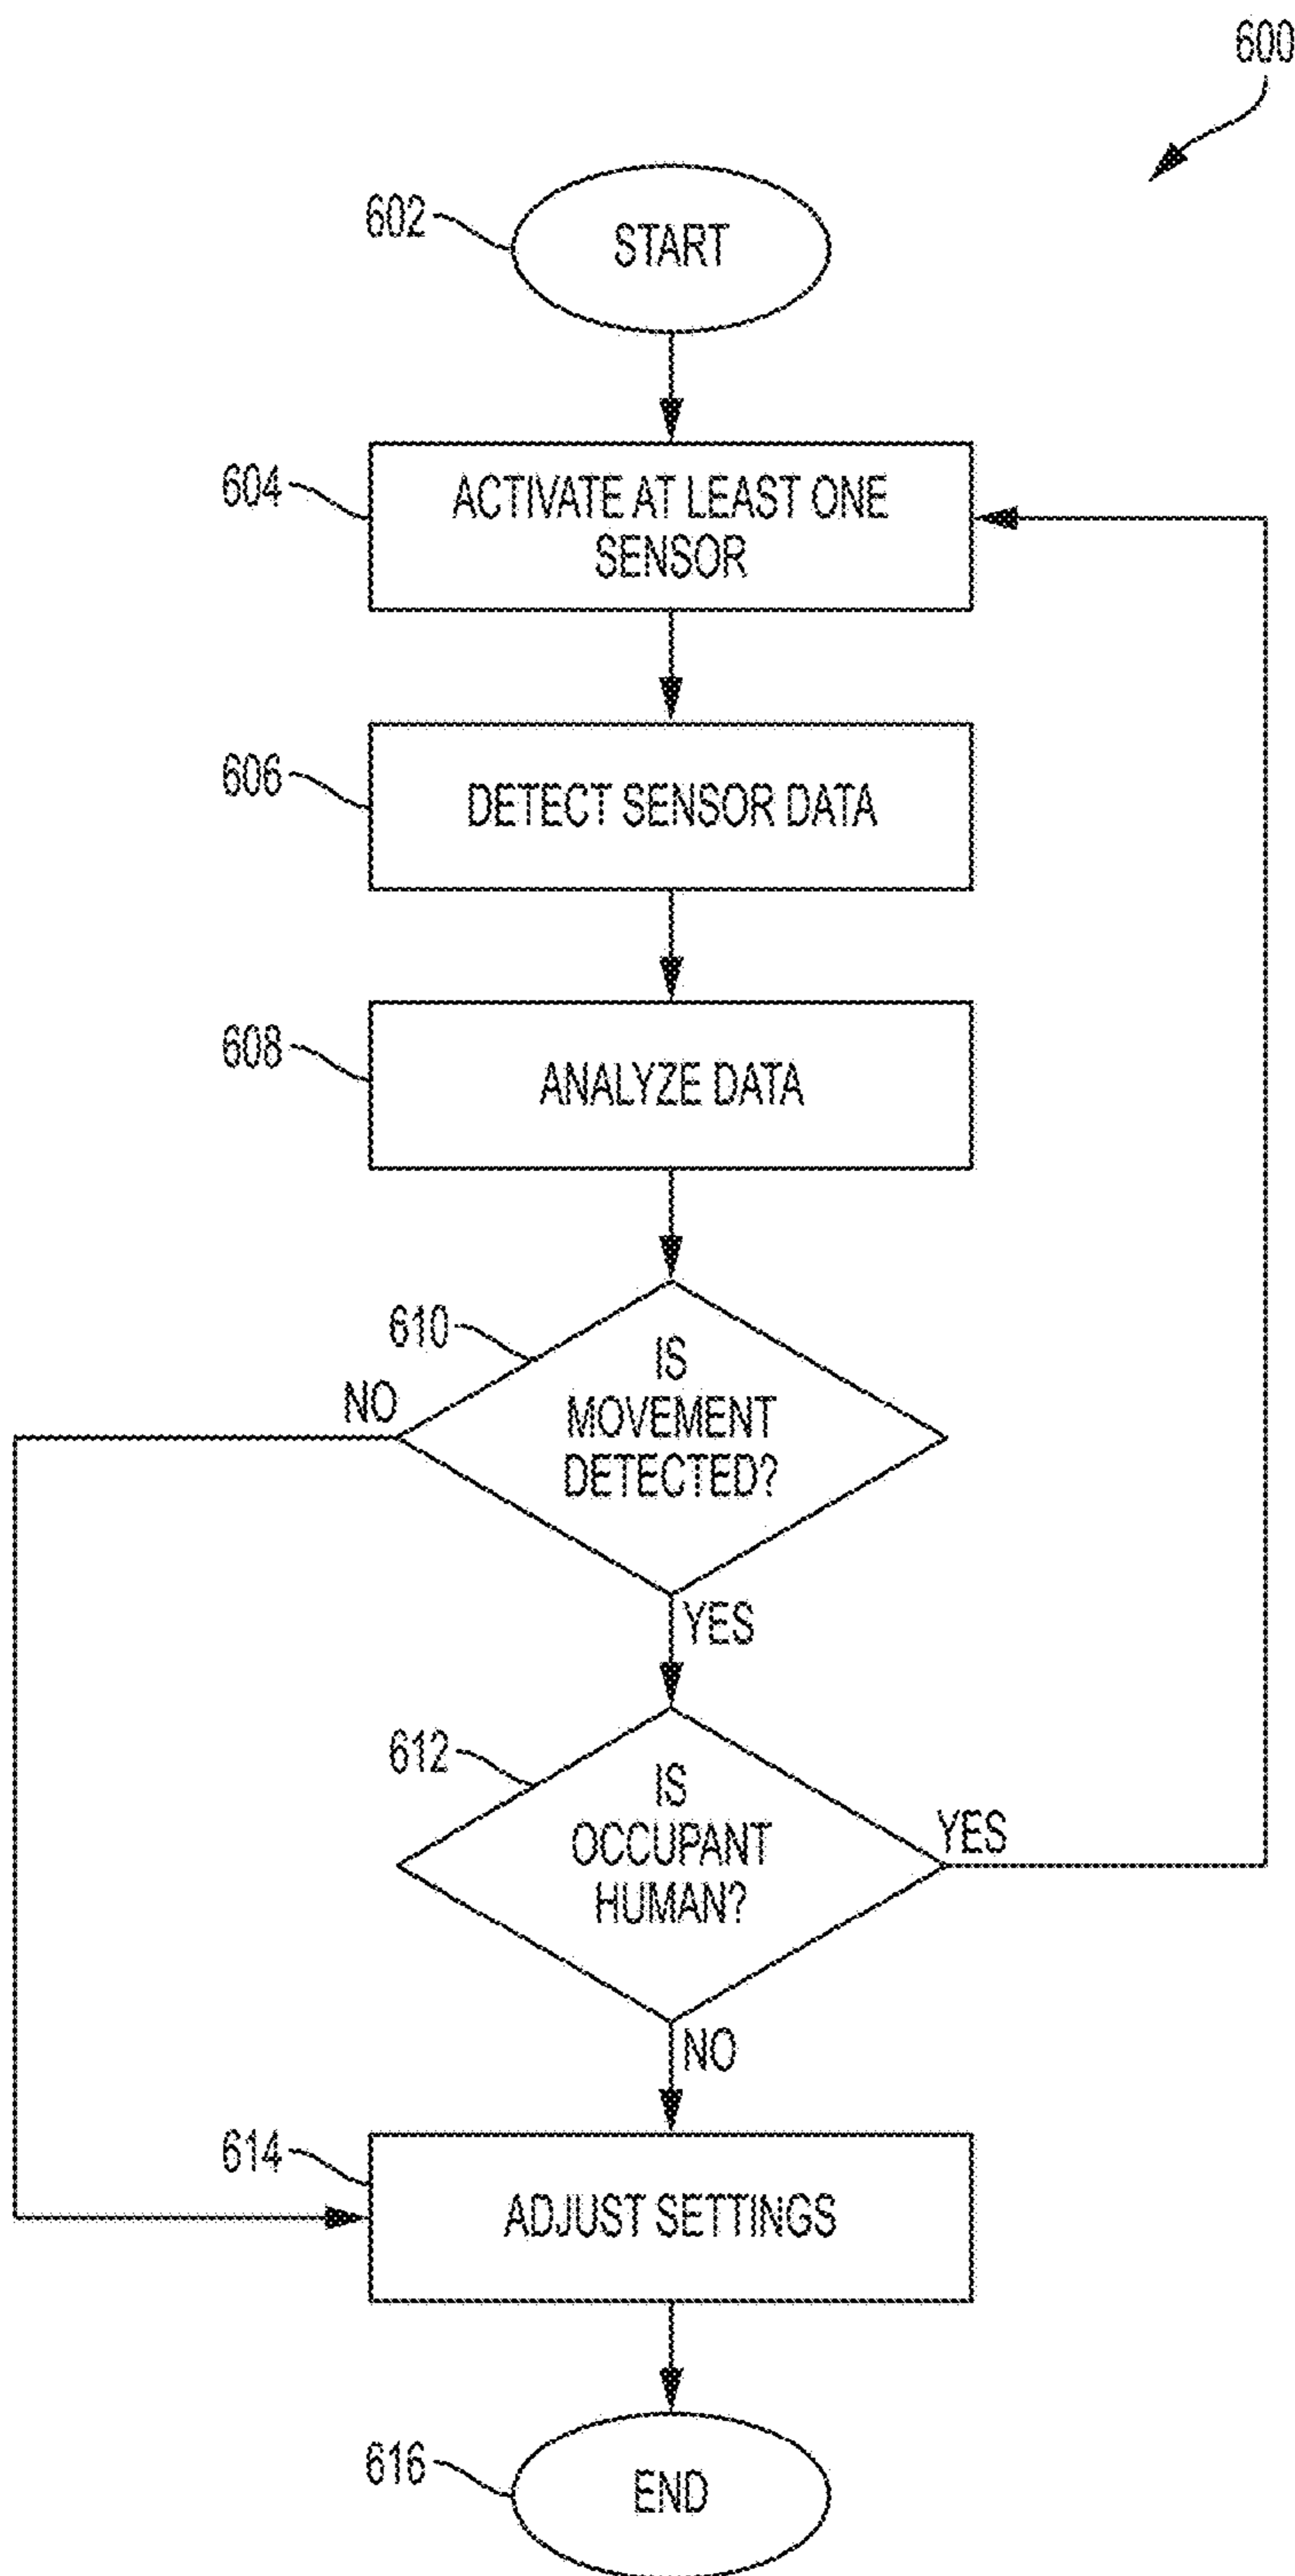 600
602
START
604
ACTIVATE AT LEAST ONE
SENSOR
606
DETECT SENSOR DATA
608
ANALYZE DATA
610
IS
MOVEMENT
DETECTED?
NO
YES
612
IS
OCCUPANT
HUMAN?
YES
NO
614
ADJUST SETTINGS
616
END